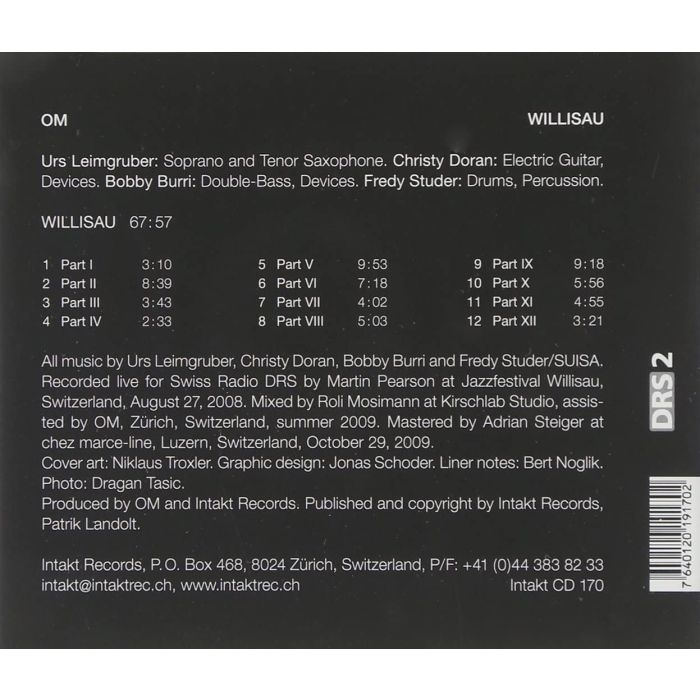 OM WILLISAU
Urs Leimgruber: Soprano and Tenor Saxophone. Christy Doran: Electric Guitar,
Devices. Bobby Burri: Double-Bass, Devices. Fredy Studer: Drums, Percussion.
WILLISAU 67:57
1 Part I 3:10 5 Part V 9:53 9 Part IX 9:18
2 Part II 8:39 6 Part VI 7:18 10 Part X 5:56
3 Part III 3:43 7 Part VII 4:02 11 Part XI 4:55
4 Part IV 2:33 8 Part VIII 5:03 12 Part XII 3:21
All music by Urs Leimgruber, Christy Doran, Bobby Burri and Fredy Studer/SUISA.
Recorded live for Swiss Radio DRS by Martin Pearson at Jazzfestival Willisau,
Switzerland, August 27, 2008. Mixed by Roli Mosimann at Kirschlab Studio, assis-
ted by OM, Zürich, Switzerland, summer 2009. Mastered by Adrian Steiger at
chez marce-line, Luzern, Switzerland, October 29, 2009.
Cover art: Niklaus Troxler. Graphic design: Jonas Schoder. Liner notes: Bert Noglik.
Photo: Dragan Tasic.
Produced by OM and Intakt Records. Published and copyright by Intakt Records,
Patrik Landolt.
Intakt Records, P.O. Box 468, 8024 Zürich, Switzerland, P/F: +41 (0)44 383 82 33
intakt@intaktrec.ch, www.intaktrec.ch Intakt CD 170
DRS 2
7 640120 191702